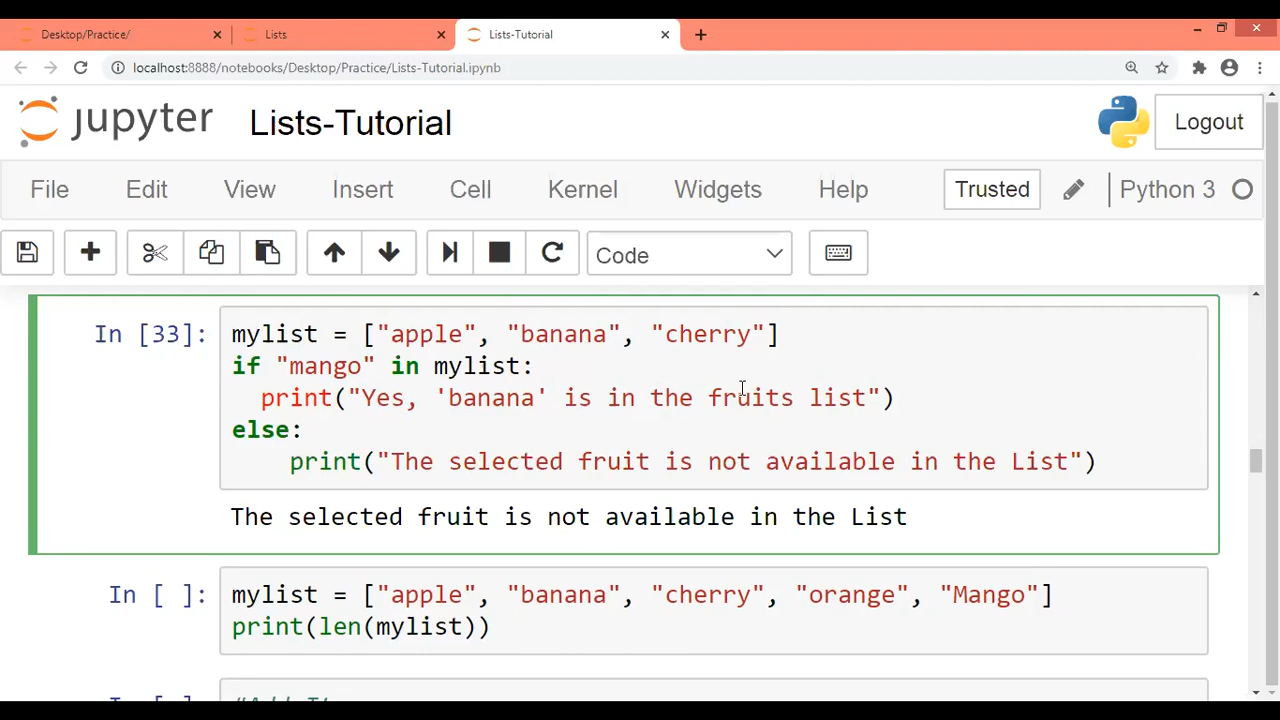 Desktop/Practice/
Lists
Lists-Tutorial
localhost:8888/notebooks/Desktop/Practice/Lists-Tutorial.ipynb
jupyter Lists-Tutorial Logout
File Edit View Insert Cell Kernel Widgets Help Trusted Python 3
Code
In [33]: mylist = ["apple", "banana", "cherry"]
if "mango" in mylist:
  print("Yes, 'banana' is in the fruits list")
else:
    print("The selected fruit is not available in the List")
The selected fruit is not available in the List
In [ ]: mylist = ["apple", "banana", "cherry", "orange", "Mango"]
print(len(mylist))